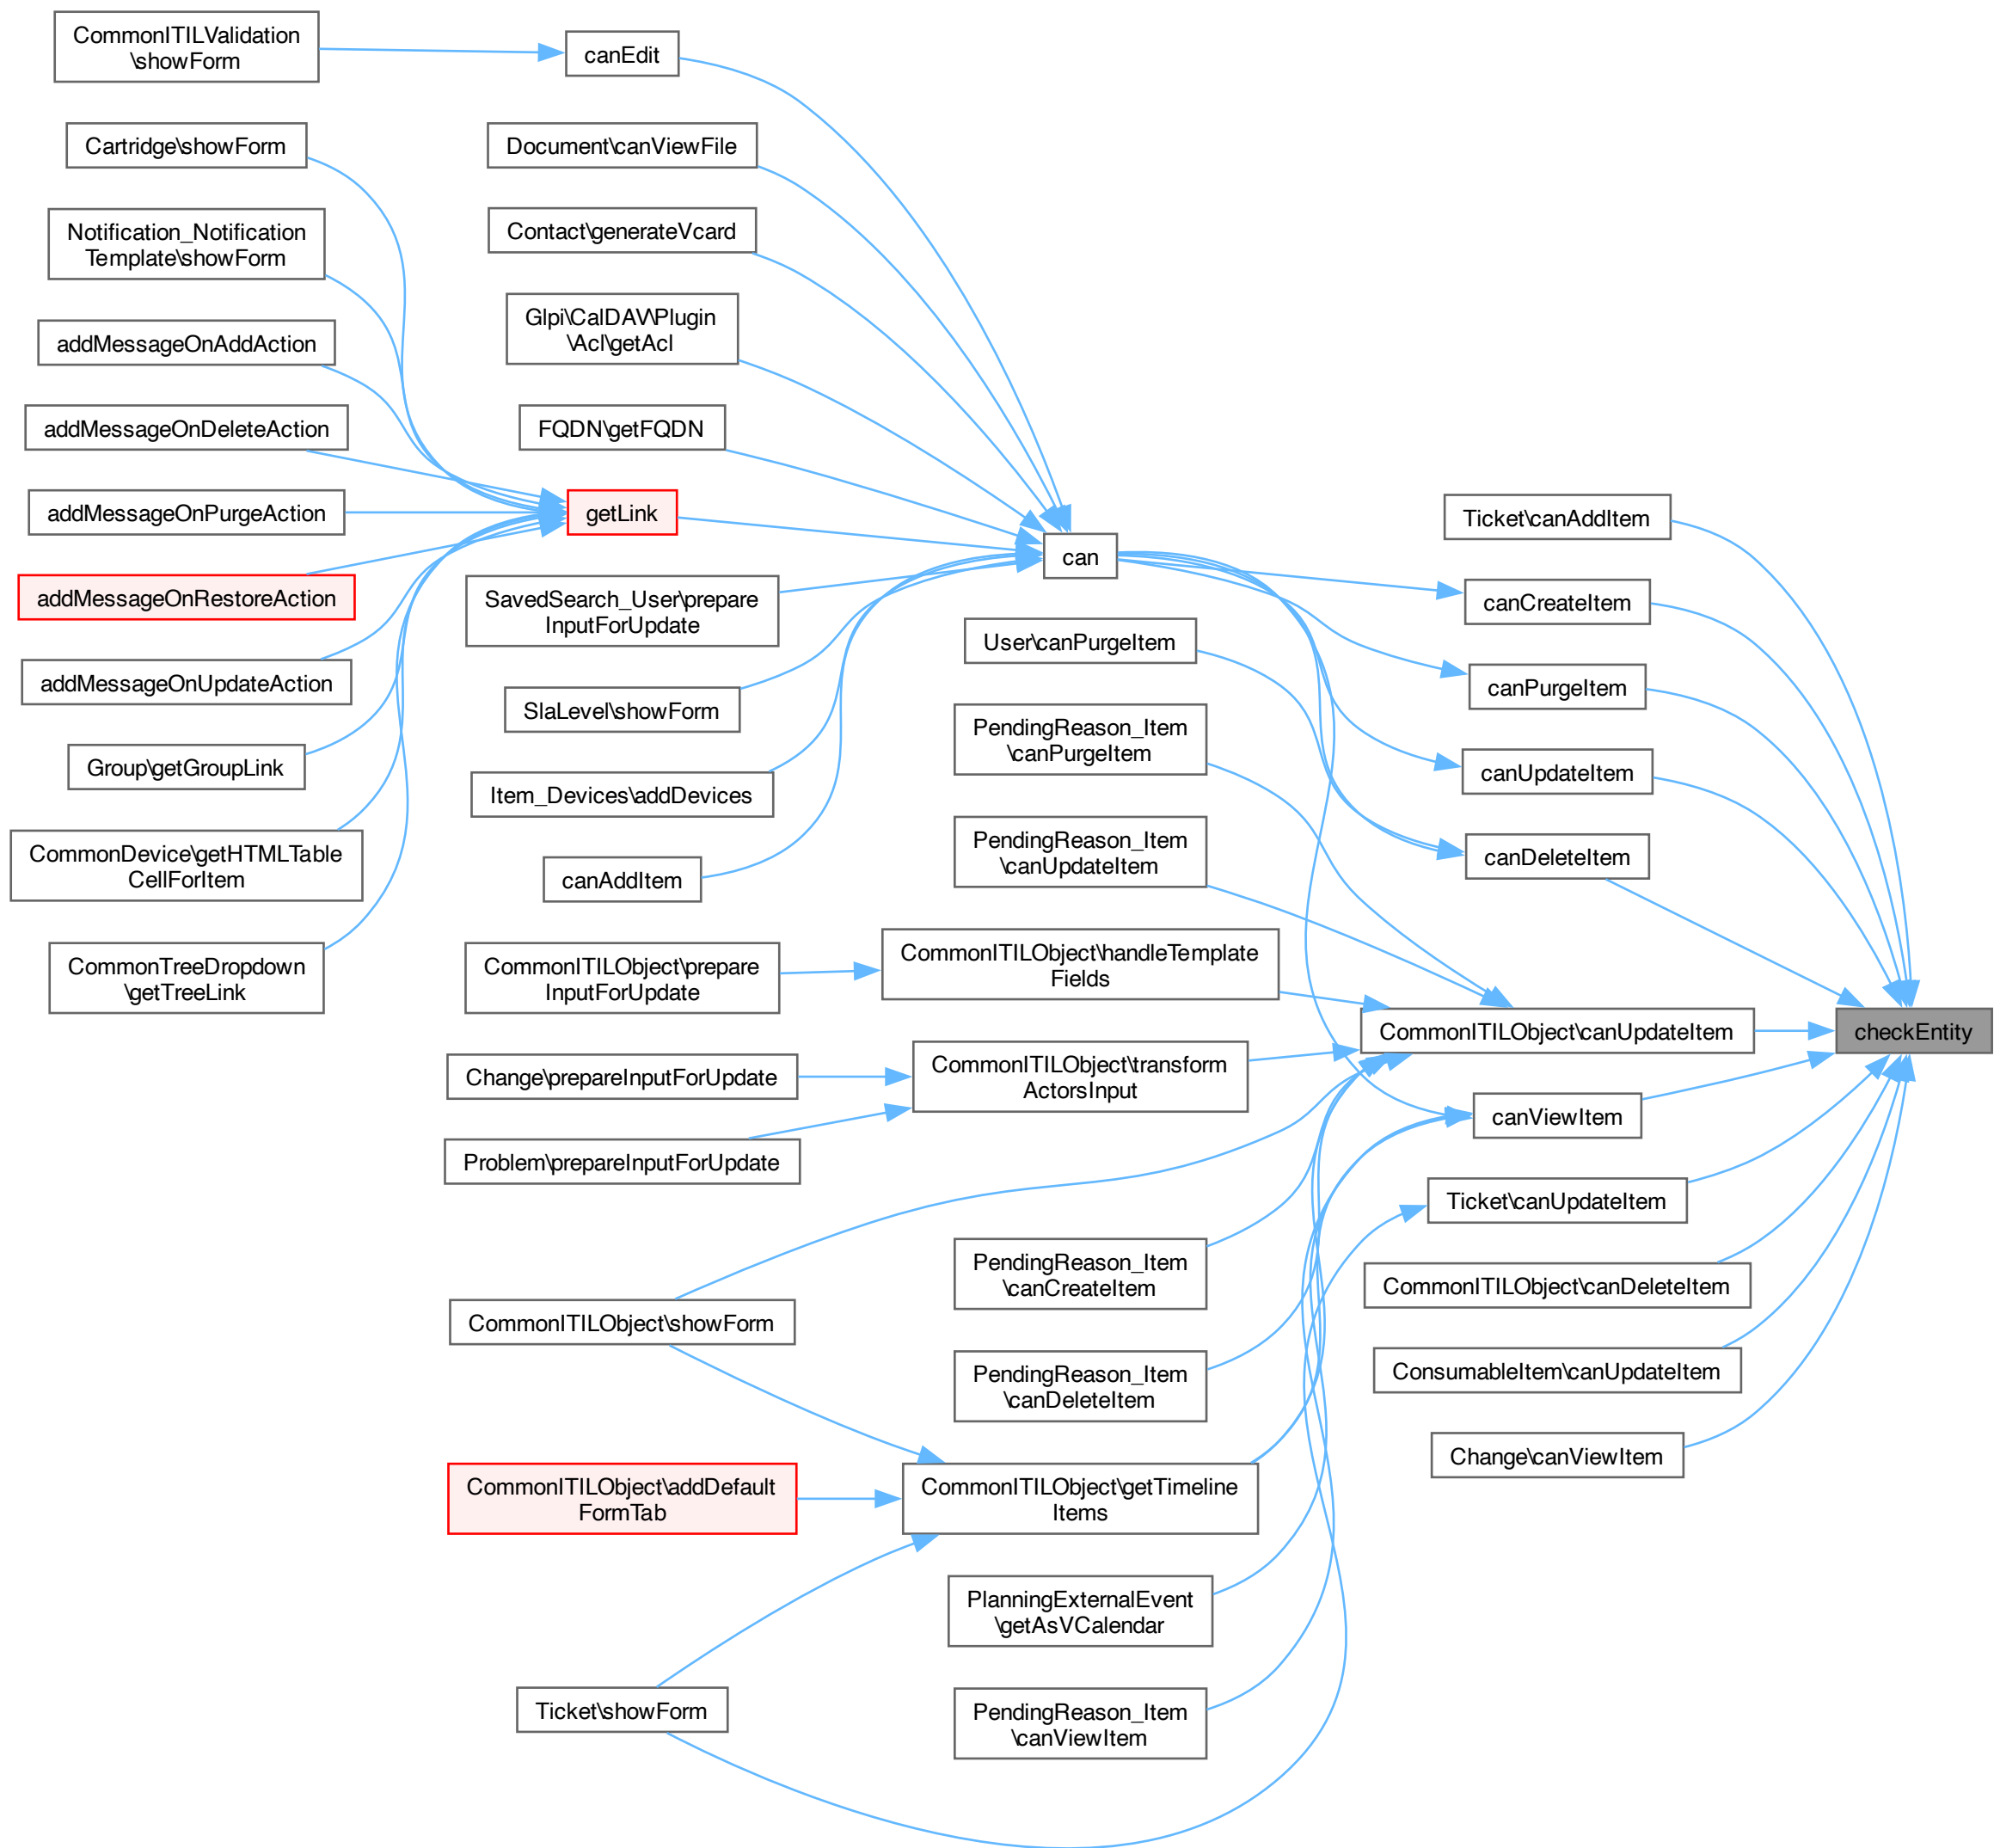 CommonITILValidation
\showForm
Cartridge\showForm
Notification_Notification
Template\showForm
addMessageOnAddAction
addMessageOnDeleteAction
addMessageOnPurgeAction
addMessageOnRestoreAction
addMessageOnUpdateAction
Group\getGroupLink
CommonDevice\getHTMLTable
CellForItem
CommonTreeDropdown
\getTreeLink
canEdit
Document\canViewFile
Contact\generateVcard
Glpi\CalDAV\Plugin
\Acl\getAcl
FQDN\getFQDN
getLink
SavedSearch_User\prepare
InputForUpdate
SlaLevel\showForm
Item_Devices\addDevices
canAddItem
CommonITILObject\prepare
InputForUpdate
Change\prepareInputForUpdate
Problem\prepareInputForUpdate
CommonITILObject\showForm
CommonITILObject\addDefault
FormTab
Ticket\showForm
can
User\canPurgeItem
PendingReason_Item
\canPurgeItem
PendingReason_Item
\canUpdateItem
CommonITILObject\handleTemplate
Fields
CommonITILObject\transform
ActorsInput
PendingReason_Item
\canCreateItem
PendingReason_Item
\canDeleteItem
CommonITILObject\getTimeline
Items
PlanningExternalEvent
\getAsVCalendar
PendingReason_Item
\canViewItem
Ticket\canAddItem
canCreateItem
canPurgeItem
canUpdateItem
canDeleteItem
CommonITILObject\canUpdateItem
canViewItem
Ticket\canUpdateItem
CommonITILObject\canDeleteItem
ConsumableItem\canUpdateItem
Change\canViewItem
checkEntity